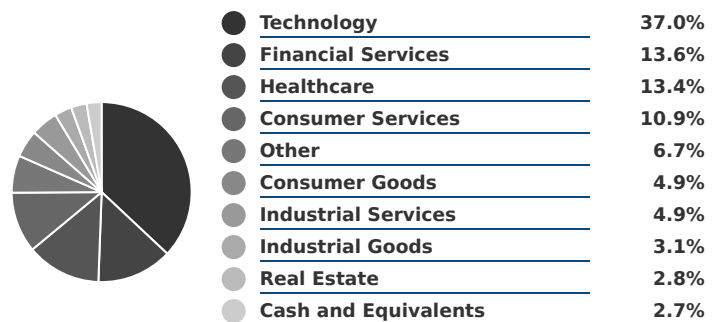 Technology 37.0%
Financial Services 13.6%
Healthcare 13.4%
Consumer Services 10.9%
Other 6.7%
Consumer Goods 4.9%
Industrial Services 4.9%
Industrial Goods 3.1%
Real Estate 2.8%
Cash and Equivalents 2.7%